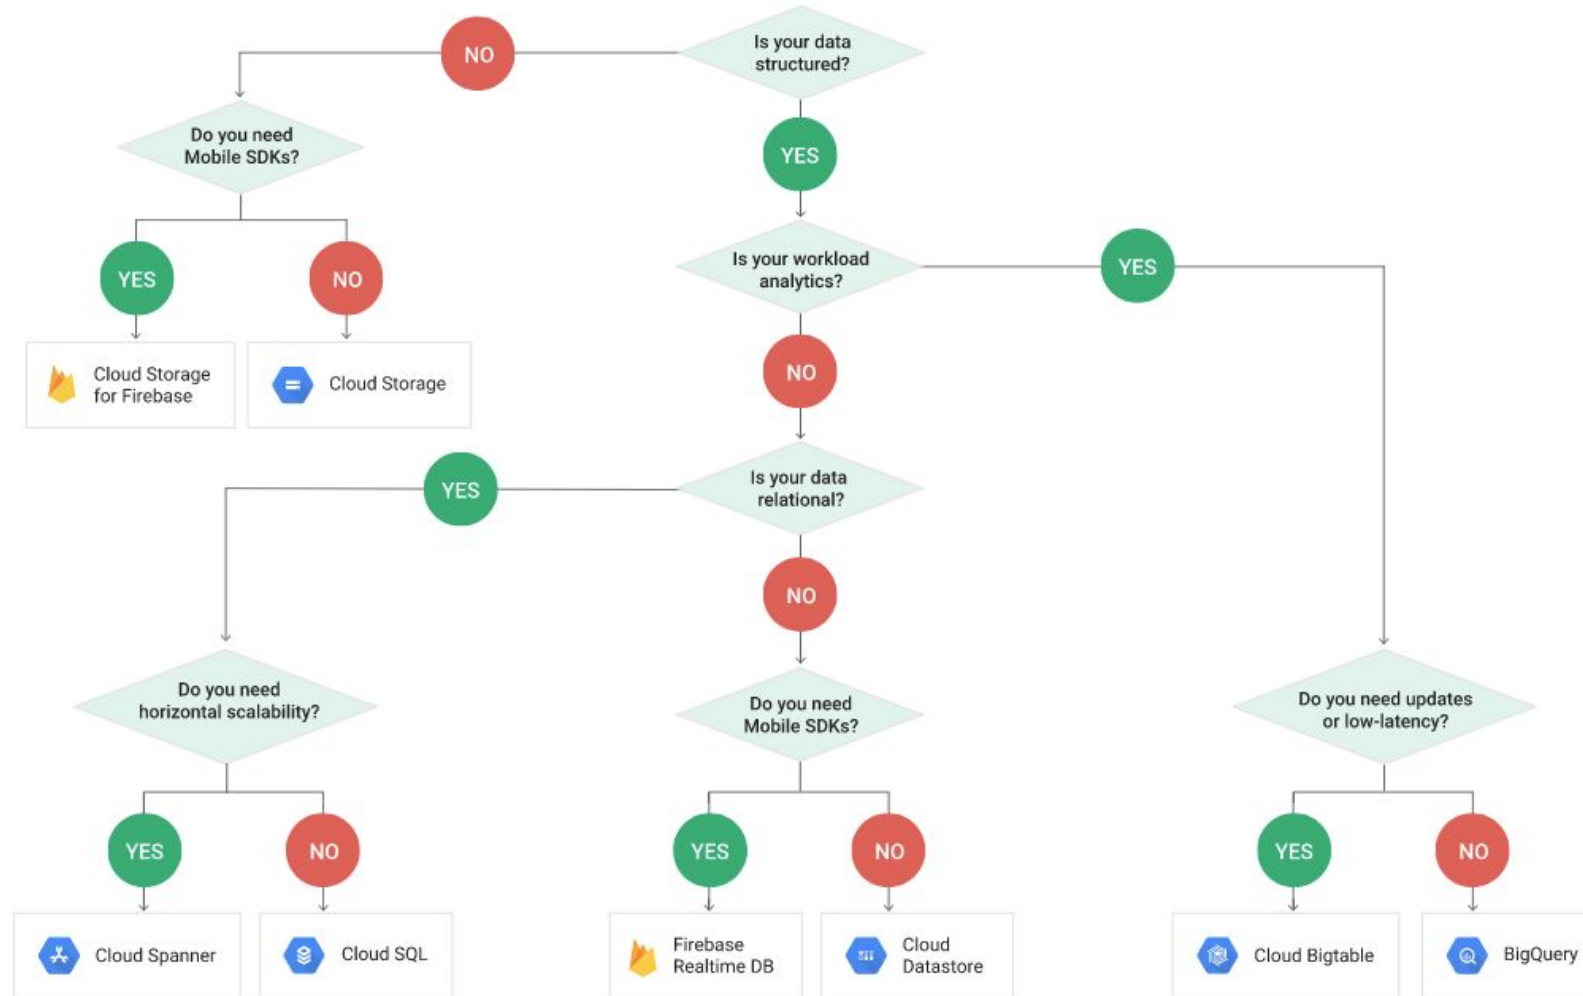 NO
Is your data
structured?
Do you need
Mobile SDKs?
YES
YES
NO
Is your workload
analytics?
YES
Cloud Storage
for Firebase
Cloud Storage
NO
YES
Is your data
relational?
NO
Do you need
horizontal scalability?
Do you need
Mobile SDKs?
Do you need updates
or low-latency?
YES
NO
YES
NO
YES
NO
Cloud Spanner
Cloud SQL
Firebase
Realtime DB
Cloud
Datastore
Cloud Bigtable
BigQuery